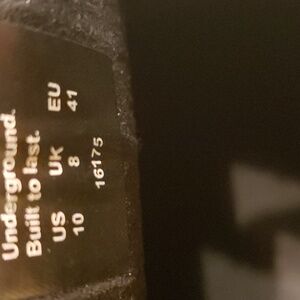 Underground.
Built to last.
US UK EU
10 8 41
16175